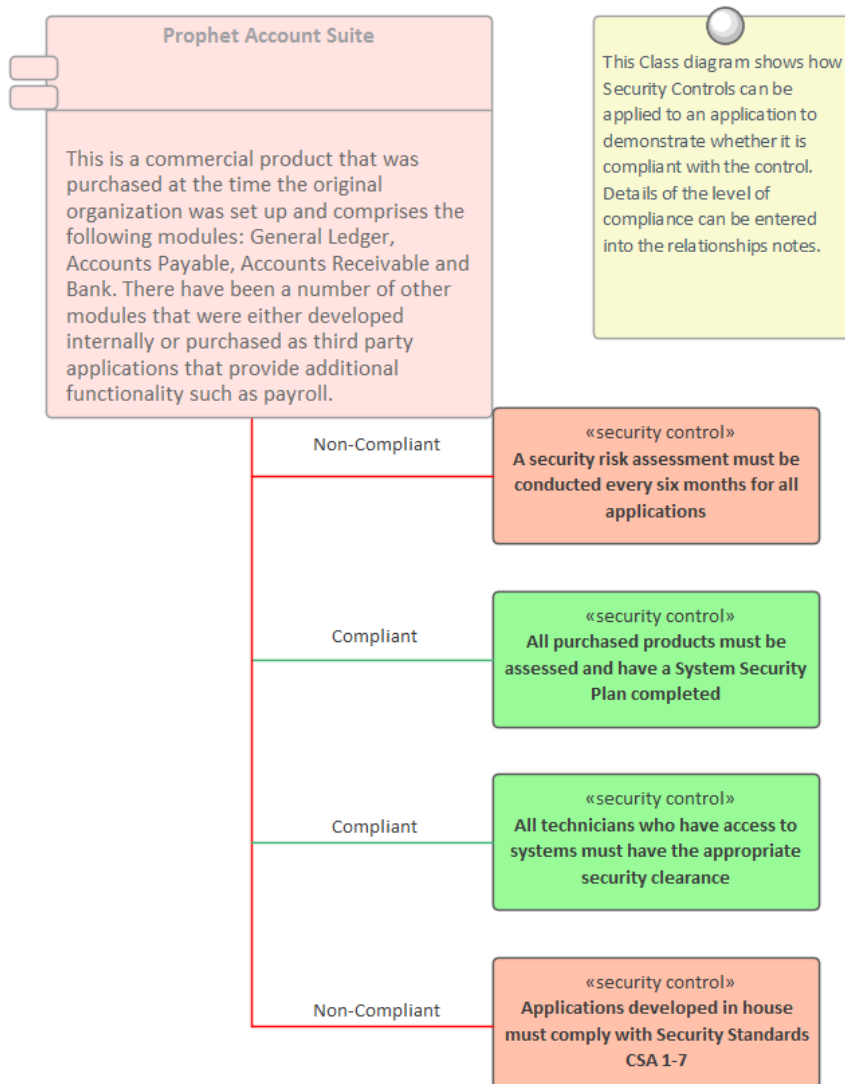 Prophet Account Suite
This is a commercial product that was
purchased at the time the original
organization was set up and comprises the
following modules: General Ledger,
Accounts Payable, Accounts Receivable and
Bank. There have been a number of other
modules that were either developed
internally or purchased as third party
applications that provide additional
functionality such as payroll.
This Class diagram shows how
Security Controls can be
applied to an application to
demonstrate whether it is
compliant with the control.
Details of the level of
compliance can be entered
into the relationships notes.
Non-Compliant
«security control»
A security risk assessment must be
conducted every six months for all
applications
Compliant
«security control»
All purchased products must be
assessed and have a System Security
Plan completed
Compliant
«security control»
All technicians who have access to
systems must have the appropriate
security clearance
Non-Compliant
«security control»
Applications developed in house
must comply with Security Standards
CSA 1-7